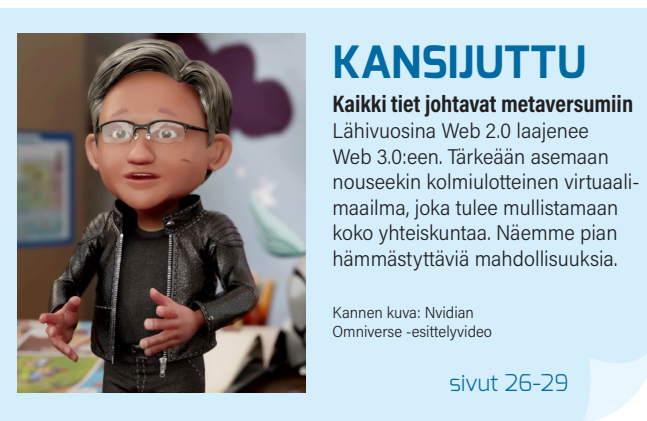 KANSIJUTTU
Kaikki tiet johtavat metaversumiin
Lähivuosina Web 2.0 laajenee
Web 3.0:een. Tärkeään asemaan
nouseekin kolmiulotteinen virtuaali-
maailma, joka tulee mullistamaan
koko yhteiskuntaa. Näemme pian
hämmästyttäviä mahdollisuuksia.
Kannen kuva: Nvidian
Omniverse -esittelyvideo
sivut 26-29